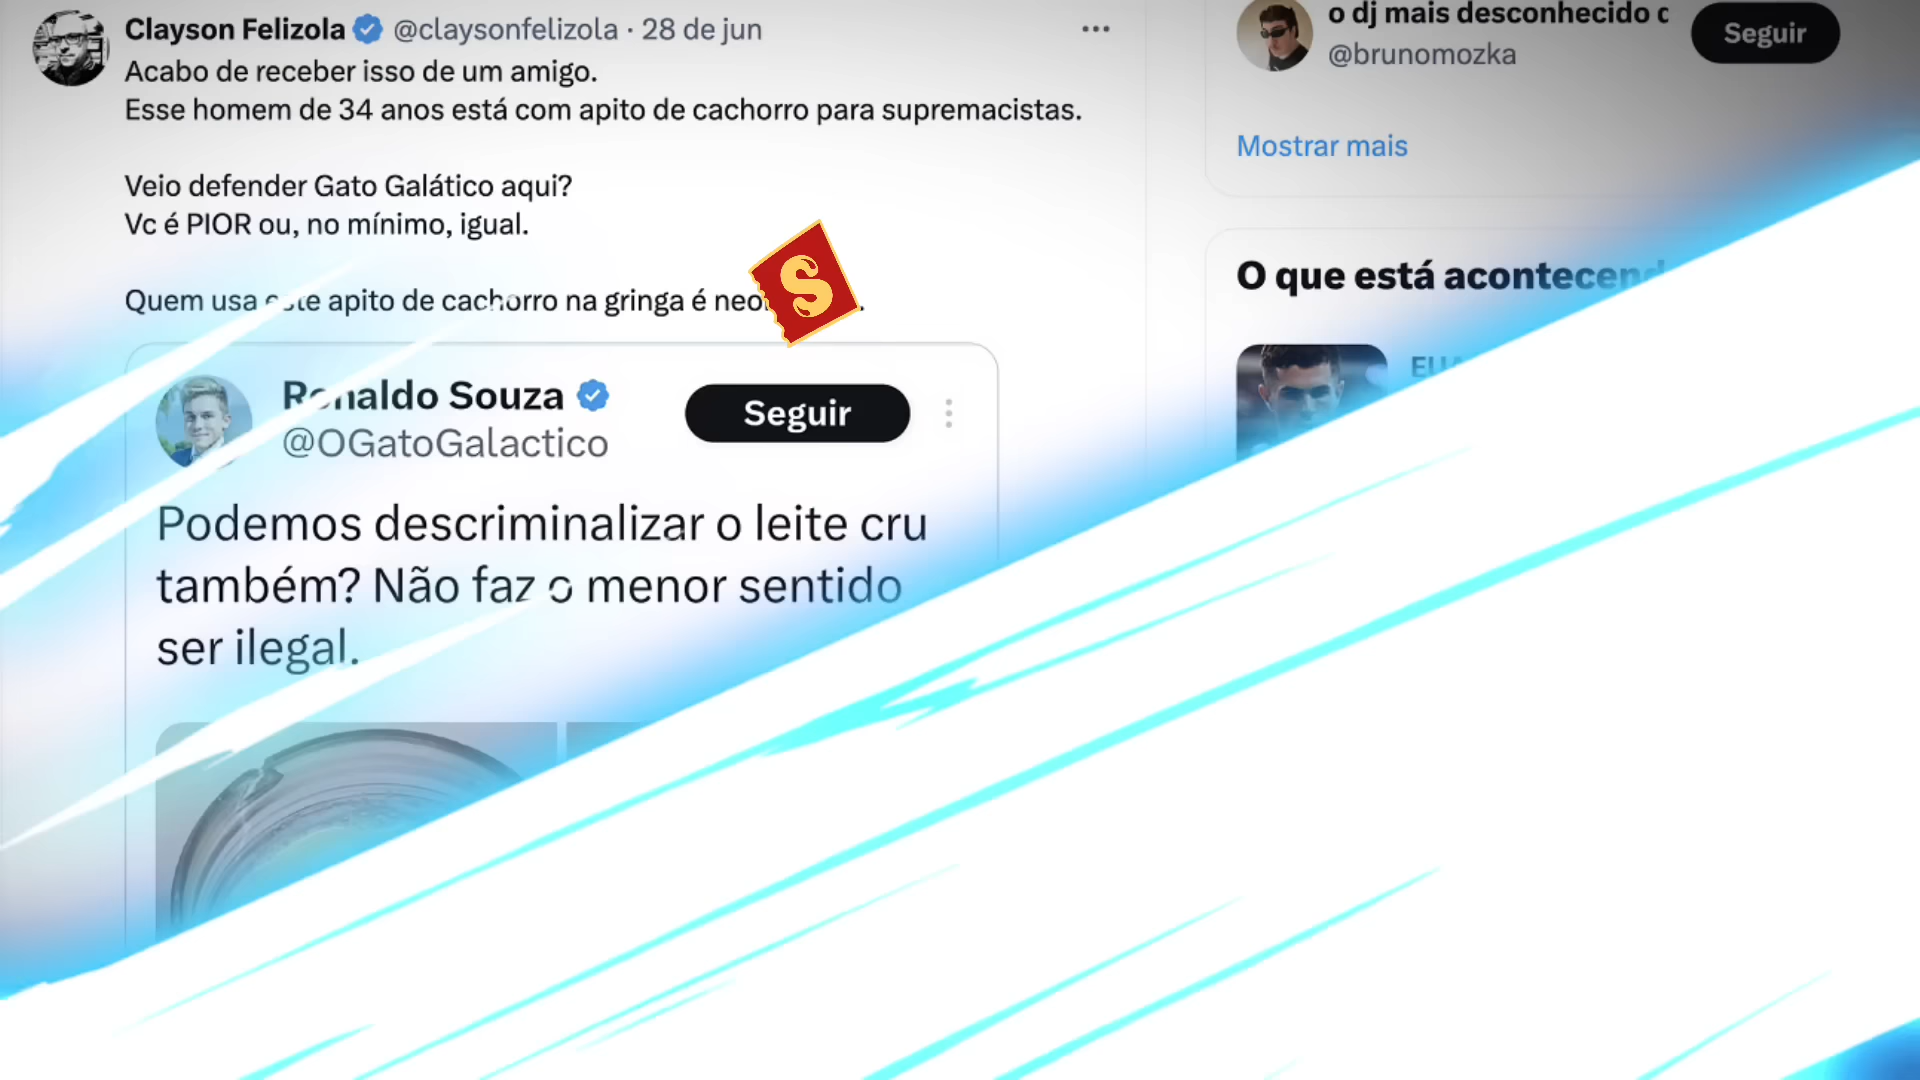 Clayson Felizola @claysonfelizola · 28 de jun
Acabo de receber isso de um amigo.
Esse homem de 34 anos está com apito de cachorro para supremacistas.
Veio defender Gato Galático aqui?
Vc é PIOR ou, no mínimo, igual.
Quem usa este apito de cachorro na gringa é
S
Ronaldo Souza
@OGatoGalactico
Seguir
Podemos descriminalizar o leite cru
também? Não faz o menor sentido
ser ilegal.
o dj mais desconhecido
@brunomozka
Seguir
Mostrar mais
O que está